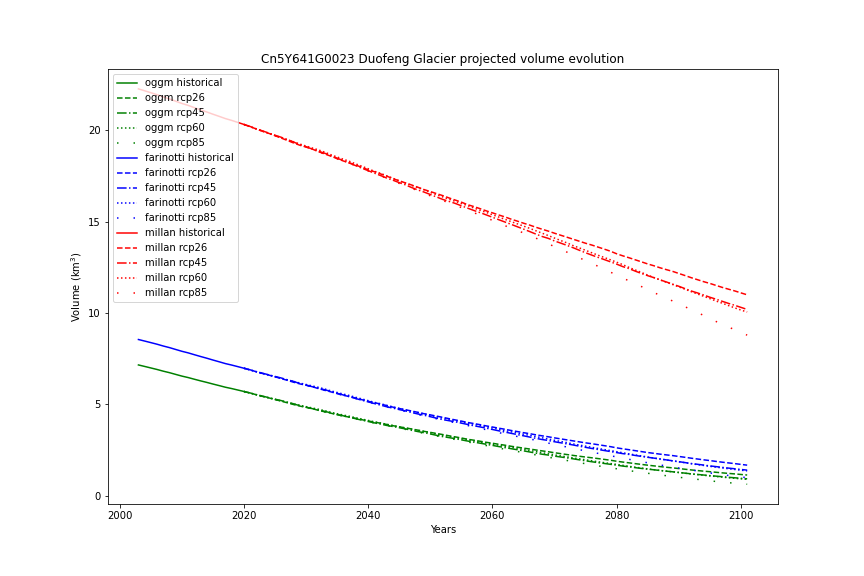 Cn5Y641G0023 Duofeng Glacier projected volume evolution
oggm historical
oggm rcp26
oggm rcp45
oggm rcp60
oggm rcp85
farinotti historical
farinotti rcp26
farinotti rcp45
farinotti rcp60
farinotti rcp85
millan historical
millan rcp26
millan rcp45
millan rcp60
millan rcp85
Volume (km³)
20
15
10
5
0
2000 2020 2040 2060 2080 2100
Years